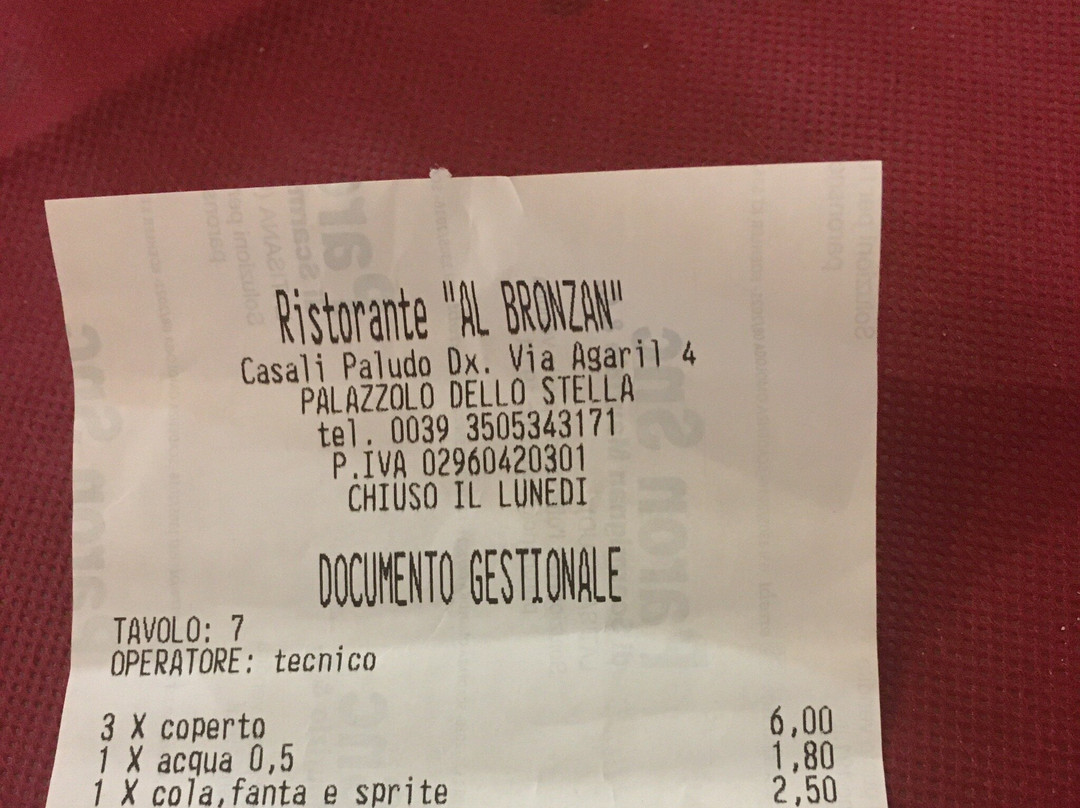 Ristorante "AL BRONZAN"
Casali Paludo Dx. Via Agaril 4
PALAZZOLO DELLO STELLA
tel. 0039 3505343171
P.IVA 02960420301
CHIUSO IL LUNEDI
DOCUMENTO GESTIONALE
TAVOLO: 7
OPERATORE: tecnico
3 X coperto 6,00
1 X acqua 0,5 1,80
1 X cola,fanta e sprite 2,50